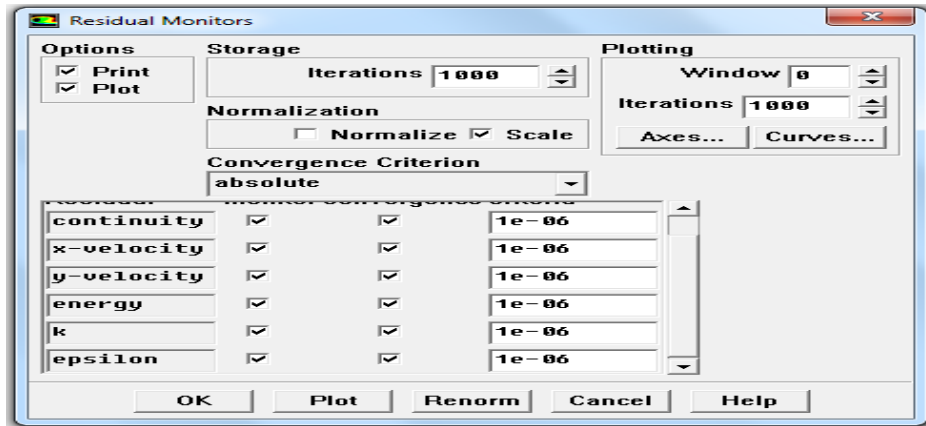 Residual Monitors
Options Storage Plotting
Print Iterations 1000 Window 0
Plot
Iterations 1000
Normalization
Normalize Scale Axes... Curves...
Convergence Criterion
absolute
continuity 1e-06
x-velocity 1e-06
y-velocity 1e-06
energy 1e-06
k 1e-06
epsilon 1e-06
OK Plot Renorm Cancel Help